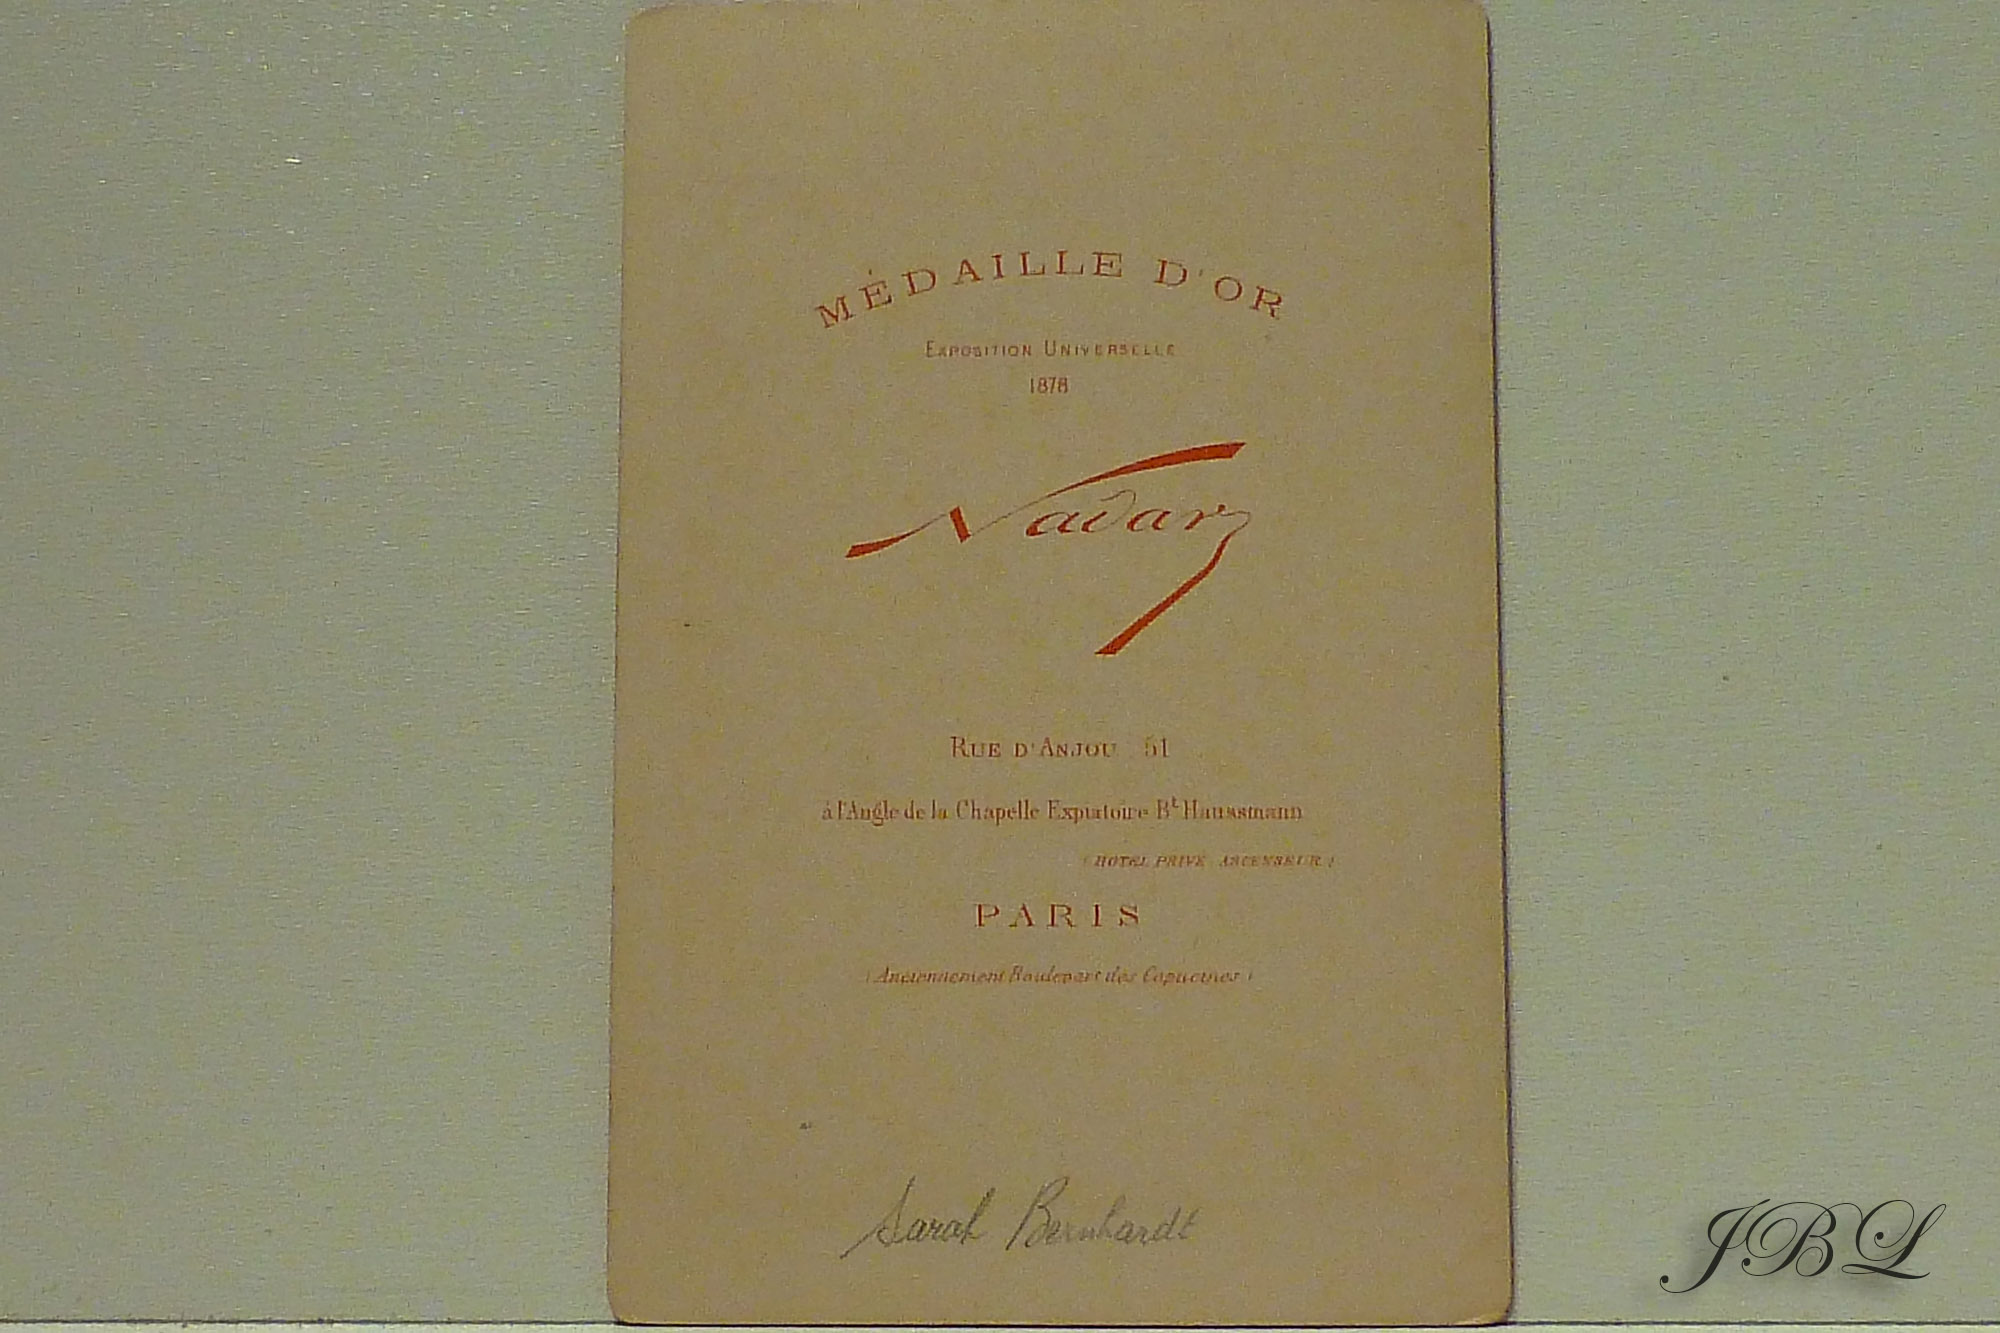 MÉDAILLE D'OR
EXPOSITION UNIVERSELLE
1878
Nadar
RUE D'ANJOU 51
à l'Angle de la Chapelle Expiatoire Bt Haussmann
(HOTEL PRIVÉ ASCENSEUR)
PARIS
(Anciennement Boulevart des Capucines)
Sarah Bernhardt
JBL